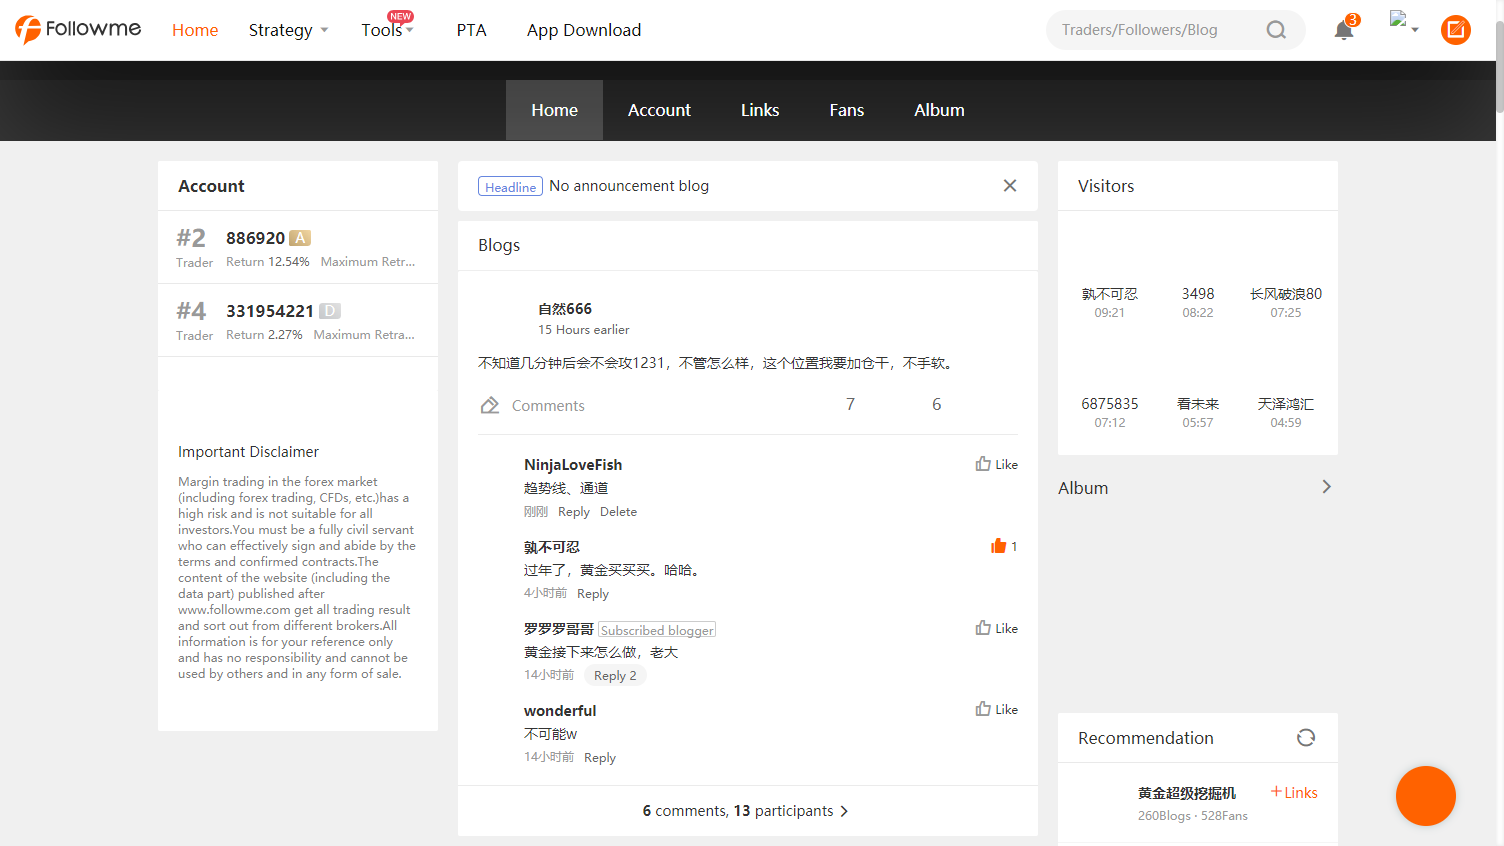 Followme
Home
Strategy
Tools
NEW
PTA
App Download
Traders/Followers/Blog
3
Home
Account
Links
Fans
Album
Account
#2
Trader
886920 A
Return 12.54% Maximum Retr...
#4
Trader
331954221 D
Return 2.27% Maximum Retra...
Important Disclaimer
Margin trading in the forex market
(including forex trading, CFDs, etc.)has a
high risk and is not suitable for all
investors.You must be a fully civil servant
who can effectively sign and abide by the
terms and confirmed contracts.The
content of the website (including the
data part) published after
www.followme.com get all trading result
and sort out from different brokers.All
information is for your reference only
and has no responsibility and cannot be
used by others and in any form of sale.
Headline No announcement blog
Blogs
自然666
15 Hours earlier
不知道几分钟后会不会攻1231，不管怎么样，这个位置我要加仓干，不手软。
Comments
7
6
NinjaLoveFish
Like
趋势线、通道
刚刚 Reply Delete
孰不可忍
1
过年了，黄金买买买。哈哈。
4小时前 Reply
罗罗罗哥哥 Subscribed blogger
Like
黄金接下来怎么做，老大
14小时前 Reply 2
wonderful
Like
不可能w
14小时前 Reply
6 comments, 13 participants
Visitors
孰不可忍
09:21
3498
08:22
长风破浪80
07:25
6875835
07:12
看未来
05:57
天泽鸿汇
04:59
Album
Recommendation
黄金超级挖掘机
+Links
260Blogs · 528Fans